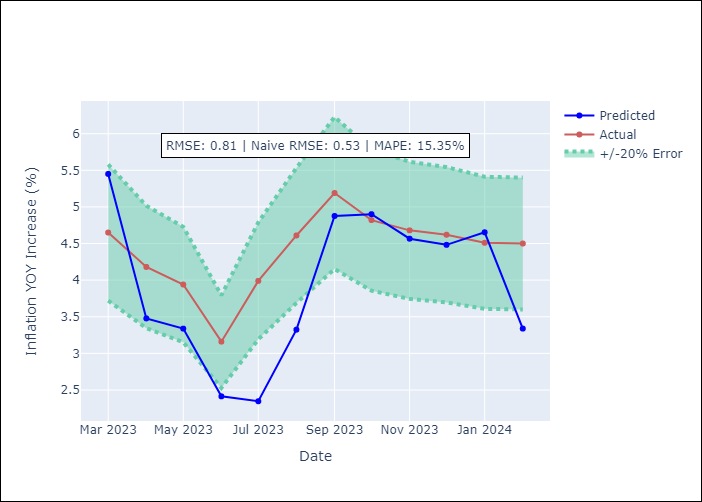 RMSE: 0.81 | Naive RMSE: 0.53 | MAPE: 15.35%
Predicted
Actual
+/-20% Error
Inflation YOY Increase (%)
6
5.5
5
4.5
4
3.5
3
2.5
Mar 2023
May 2023
Jul 2023
Sep 2023
Nov 2023
Jan 2024
Date